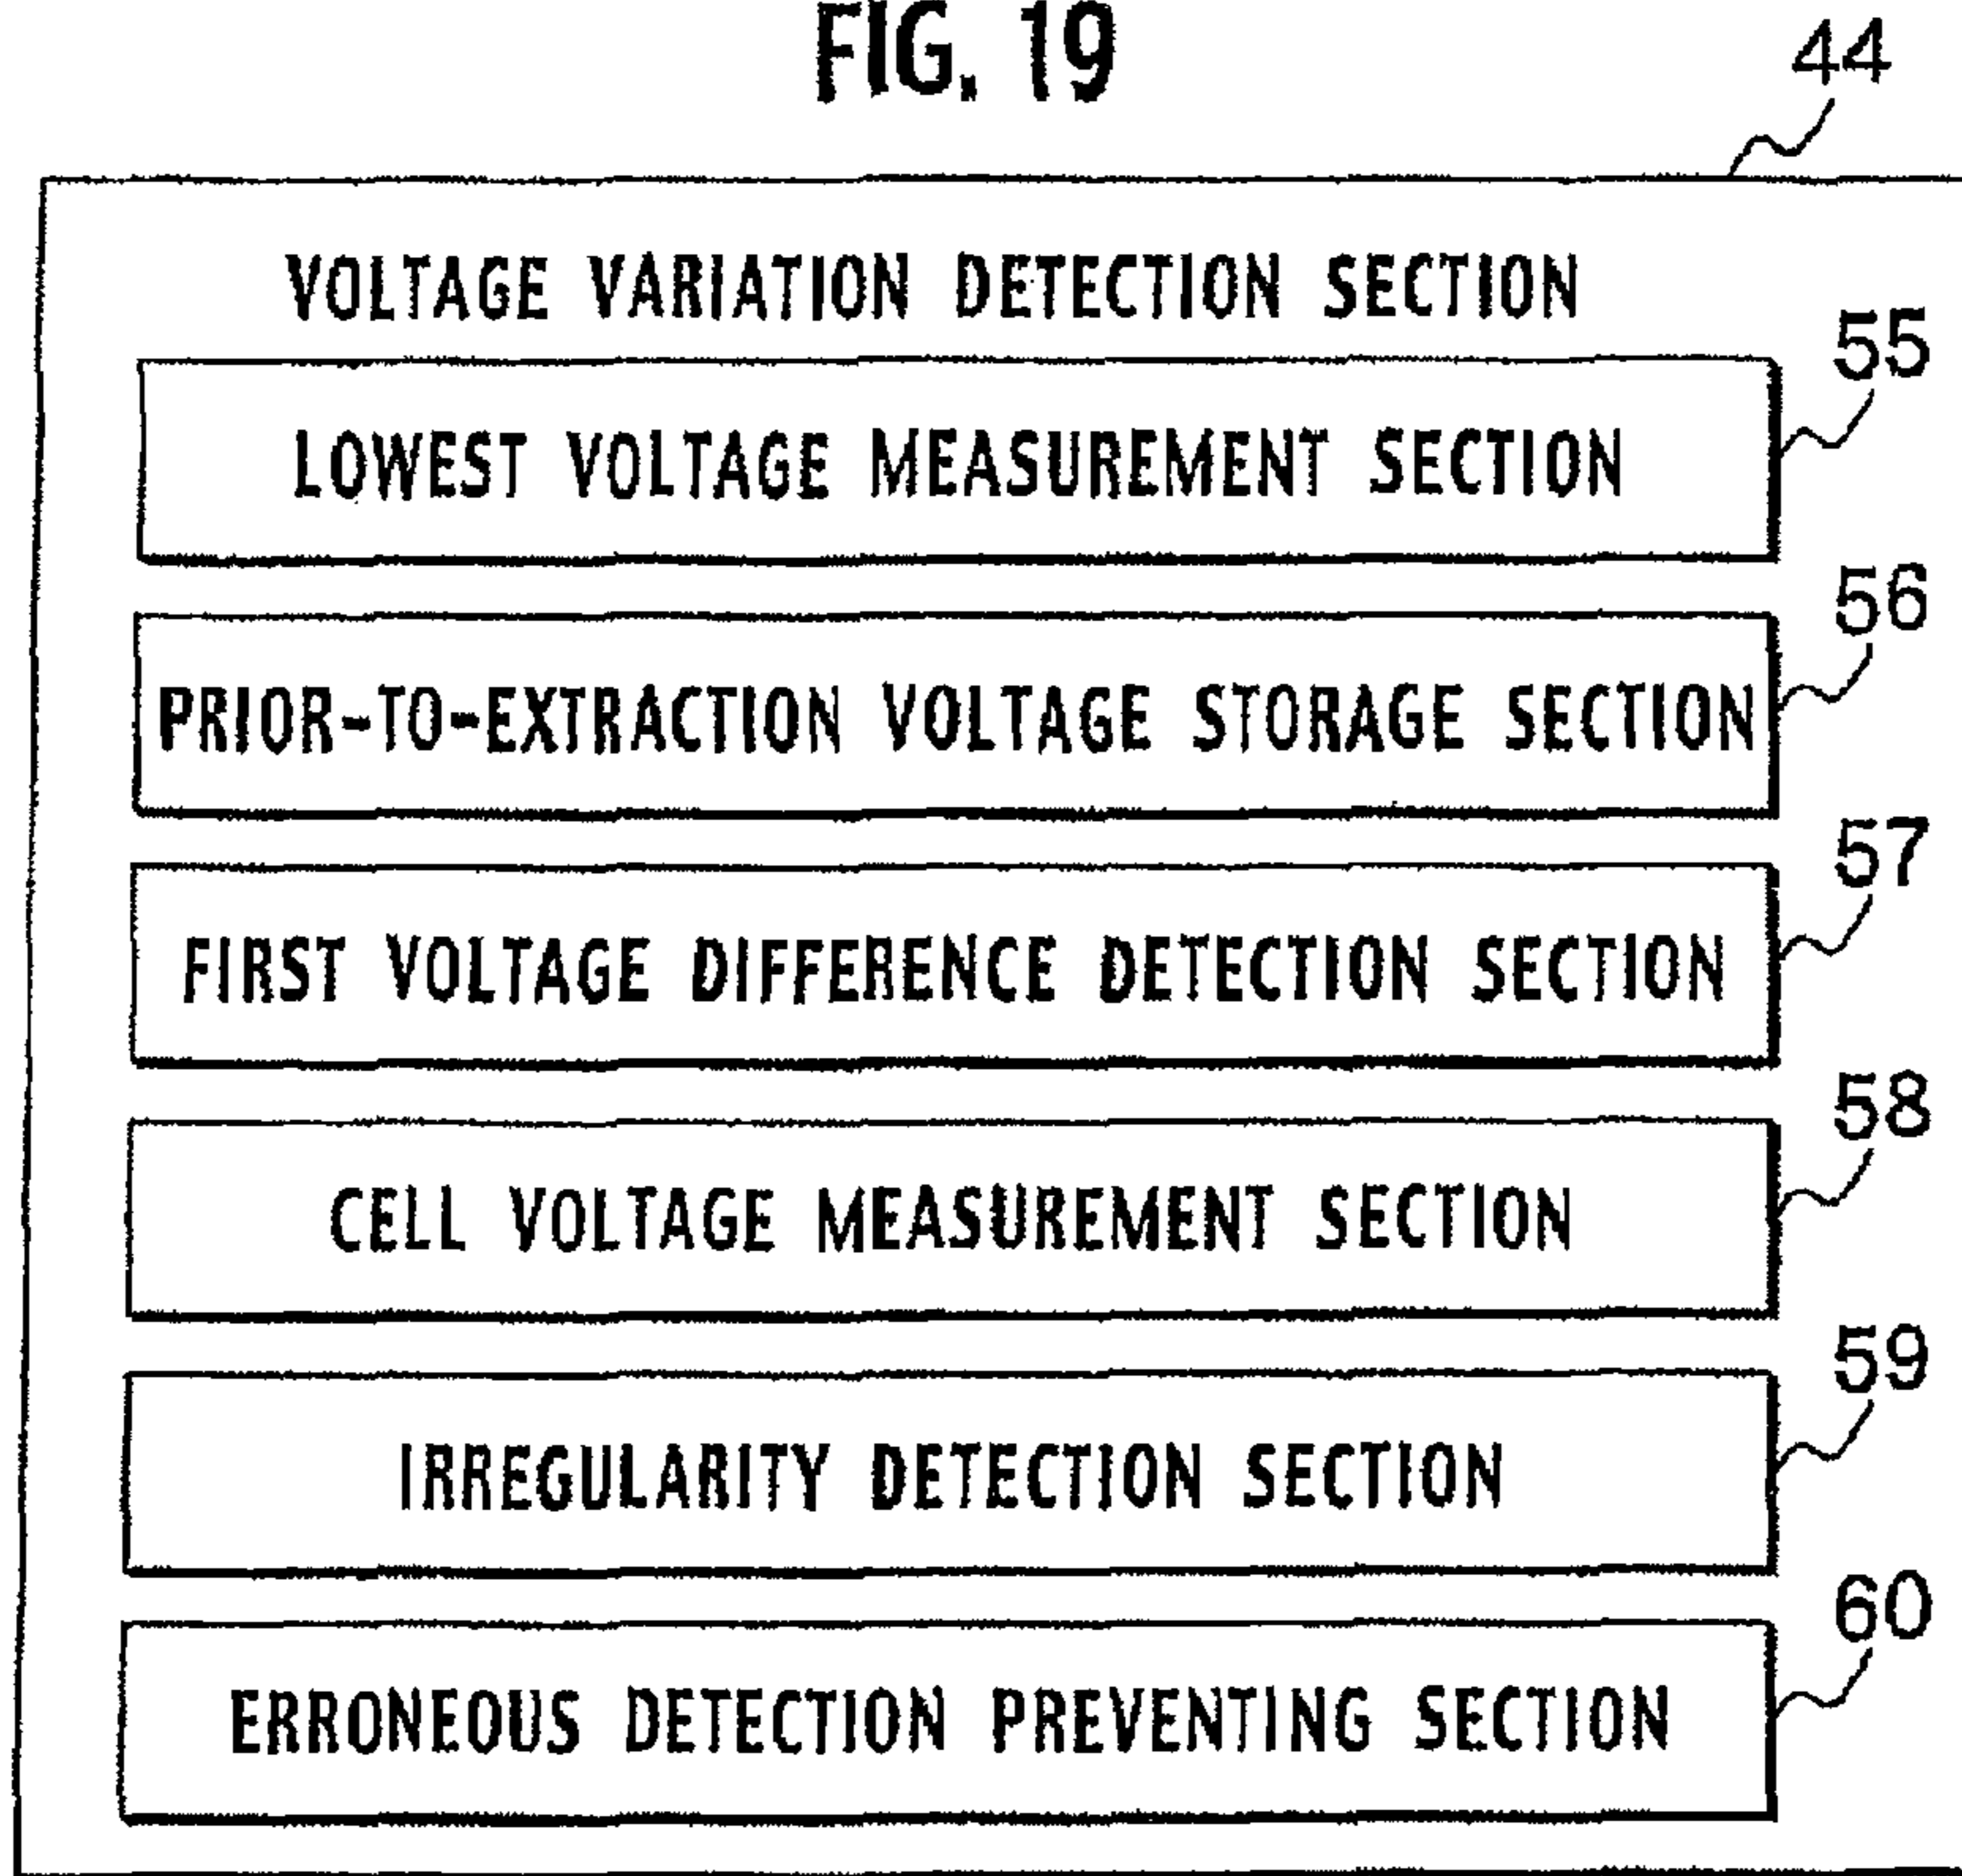 FIG. 19
44
VOLTAGE VARIATION DETECTION SECTION
55
LOWEST VOLTAGE MEASUREMENT SECTION
56
PRIOR-TO-EXTRACTION VOLTAGE STORAGE SECTION
57
FIRST VOLTAGE DIFFERENCE DETECTION SECTION
58
CELL VOLTAGE MEASUREMENT SECTION
59
IRREGULARITY DETECTION SECTION
60
ERRONEOUS DETECTION PREVENTING SECTION